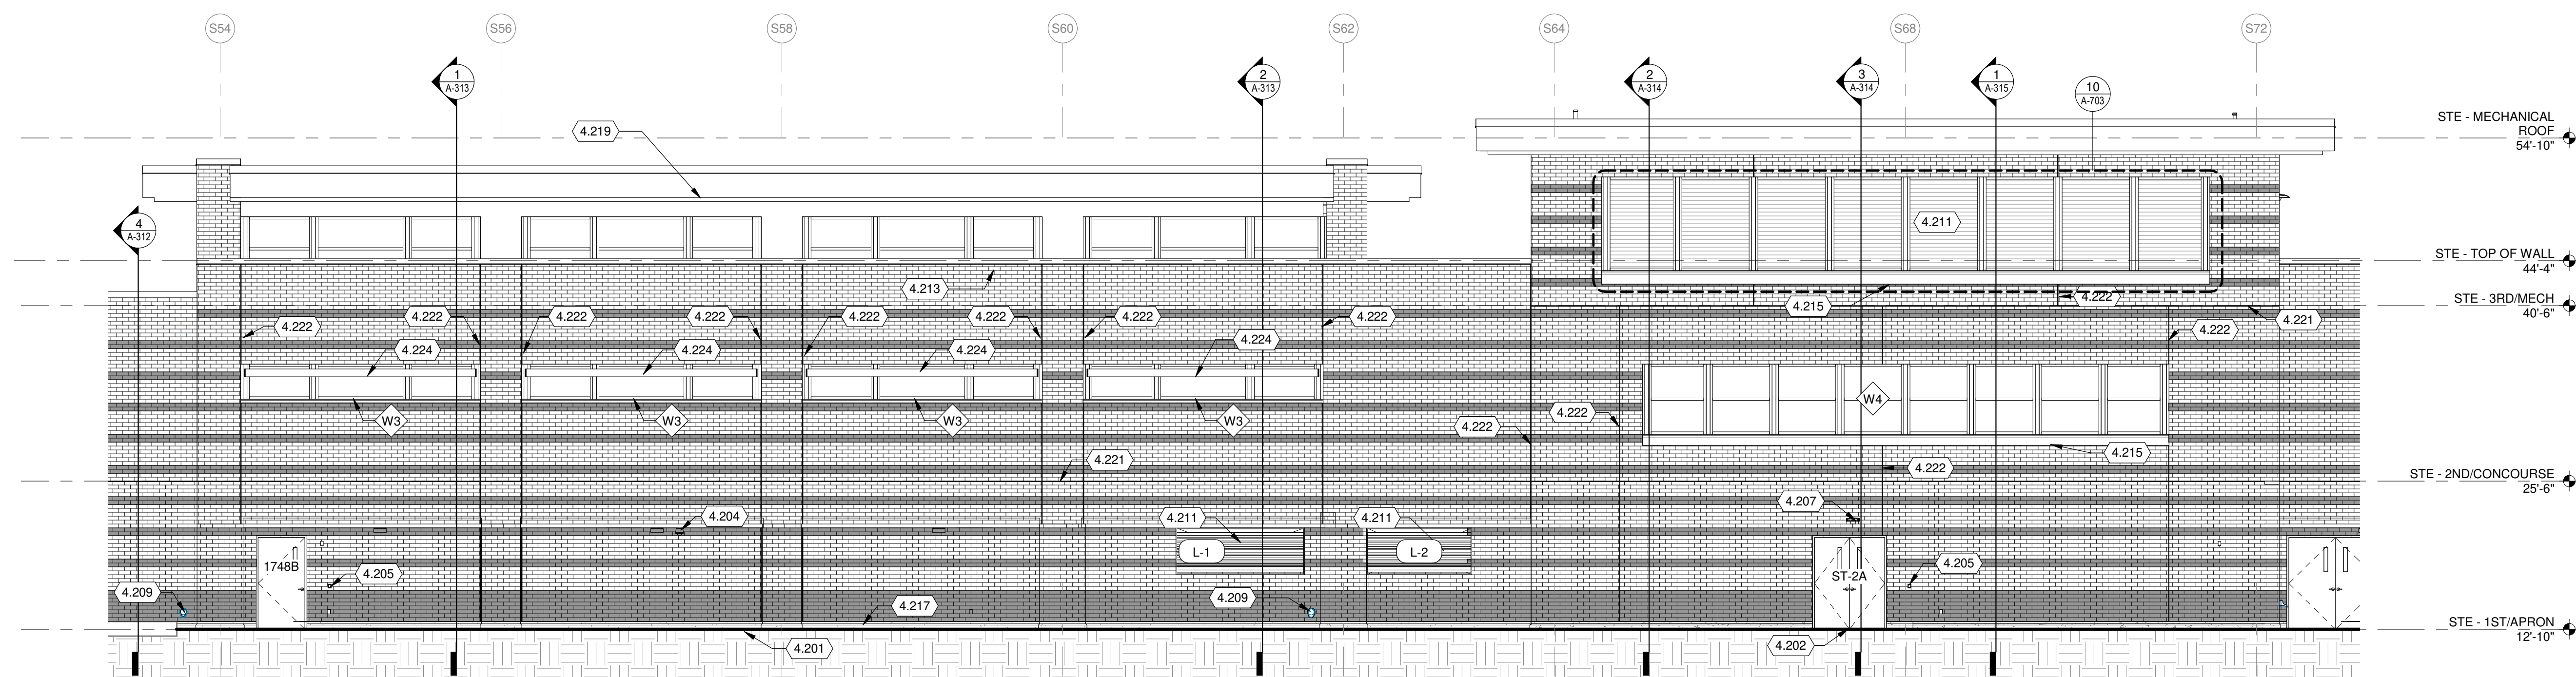 S54
S56
S58
S60
S62
S64
S68
S72
1
A-313
2
A-313
2
A-314
3
A-314
1
A-315
10
A-703
STE - MECHANICAL
ROOF
54'-10"
4.219
4
A-312
4.211
STE - TOP OF WALL
44'-4"
4.213
4.215
4.222
STE - 3RD/MECH
40'-6"
4.222
4.222
4.222
4.222
4.222
4.222
4.222
4.222
4.221
4.222
4.224
4.224
4.224
4.224
W3
W3
W3
W3
W4
4.222
4.222
4.215
4.221
4.222
STE - 2ND/CONCOURSE
25'-6"
4.207
4.204
4.211
4.211
L-1
L-2
1748B
4.205
ST-2A
4.205
4.209
4.209
4.217
STE - 1ST/APRON
12'-10"
4.201
4.202